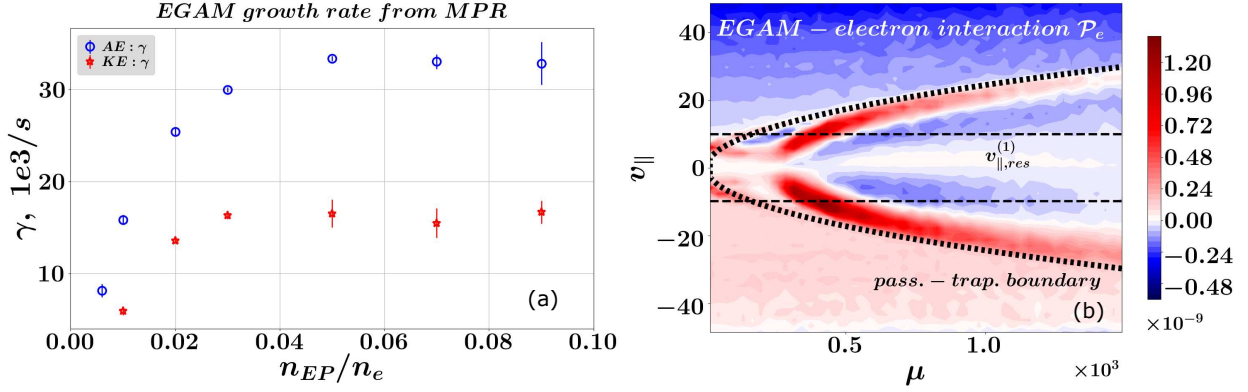 EGAM growth rate from MPR
AE : γ
KE : γ
γ, 1e3/s
30
20
10
0.00 0.02 0.04 0.06 0.08 0.10
n_EP/n_e
(a)
EGAM − electron interaction P_e
v_∥
40
20
0
−20
−40
v_∥,res^(1)
pass. − trap. boundary
(b)
0.5 1.0
×10^3
μ
1.20
0.96
0.72
0.48
0.24
0.00
−0.24
−0.48
×10^−9